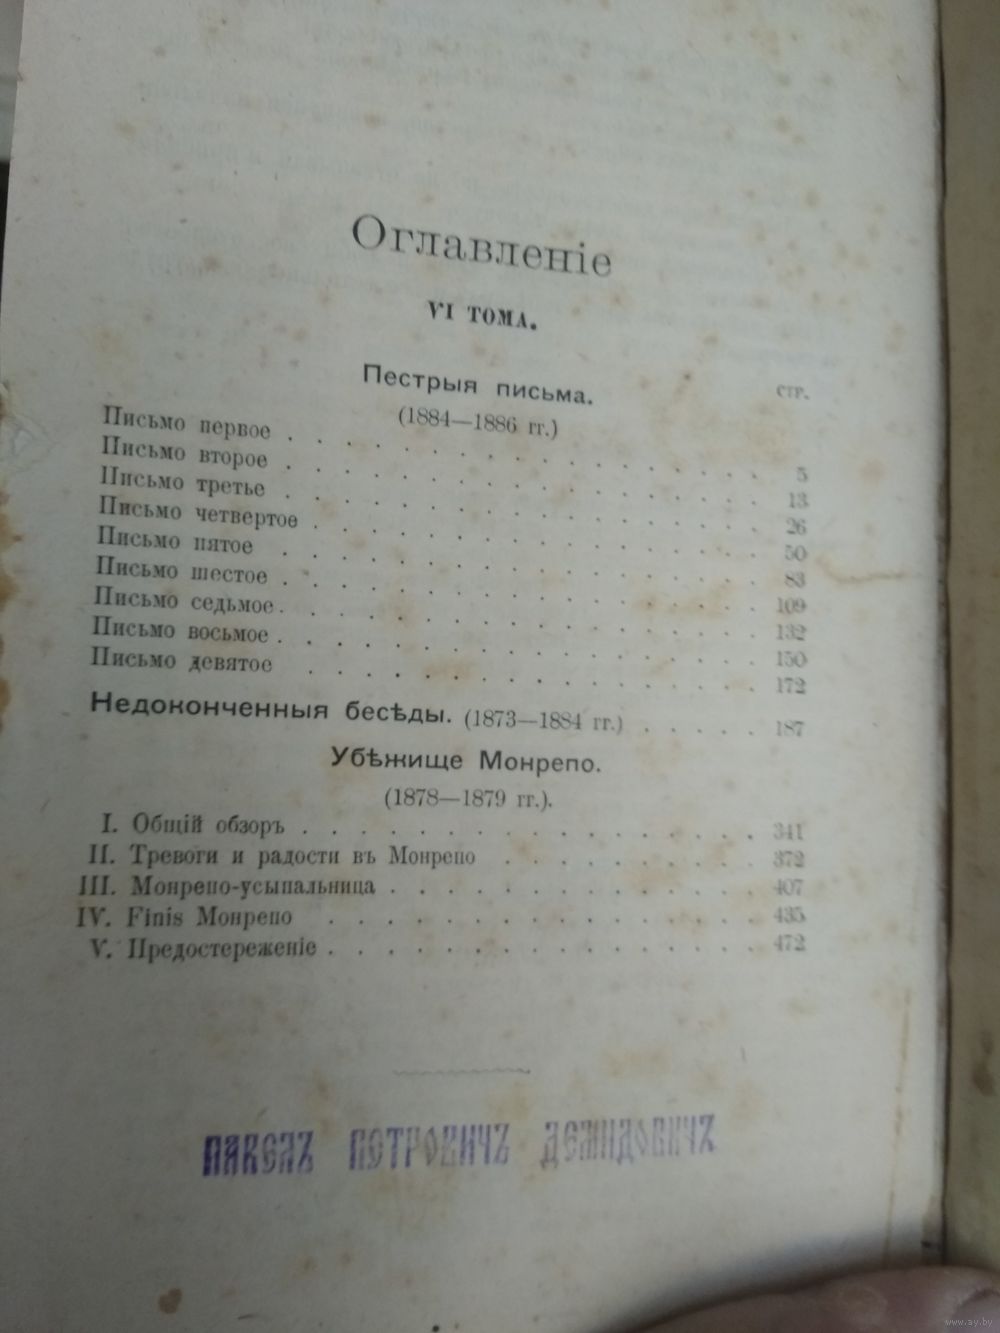 Оглавленіе
VI ТОМА.
Пестрыя письма. СТР.
(1884—1886 гг.)
Письмо первое . . . . . . . . . . . . . . . . . 5
Письмо второе . . . . . . . . . . . . . . . . . 13
Письмо третье . . . . . . . . . . . . . . . . . 26
Письмо четвертое . . . . . . . . . . . . . . . . 50
Письмо пятое . . . . . . . . . . . . . . . . . 83
Письмо шестое . . . . . . . . . . . . . . . . . 109
Письмо седьмое . . . . . . . . . . . . . . . . . 132
Письмо восьмое . . . . . . . . . . . . . . . . . 150
Письмо девятое . . . . . . . . . . . . . . . . 172
Недоконченныя бесѣды. (1873—1884 гг.) . . . . . 187
Убѣжище Монрепо.
(1878—1879 гг.).
I. Общій обзоръ . . . . . . . . . . . . . . . . 341
II. Тревоги и радости въ Монрепо . . . . . . . . . 372
III. Монрепо-усыпальница . . . . . . . . . . . . . 407
IV. Finis Монрепо . . . . . . . . . . . . . . . 435
V. Предостереженіе . . . . . . . . . . . . . . . 472
ПАВЕЛЪ ПЕТРОВИЧЪ ДЕМИДОВИЧЪ
www.ay.by